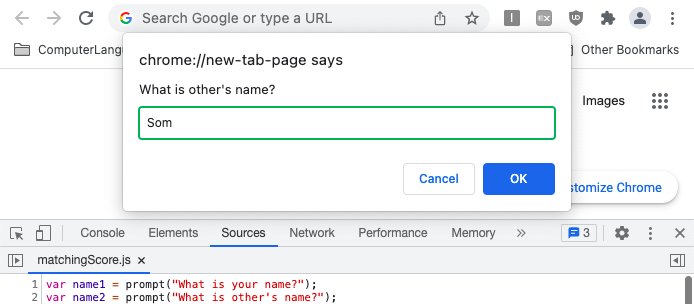 Search Google or type a URL
ComputerLang
Other Bookmarks
chrome://new-tab-page says
What is other's name?
Som
Cancel
OK
Images
stomize Chrome
Console Elements Sources Network Performance Memory 3
matchingScore.js
1 var name1 = prompt("What is your name?");
2 var name2 = prompt("What is other's name?");